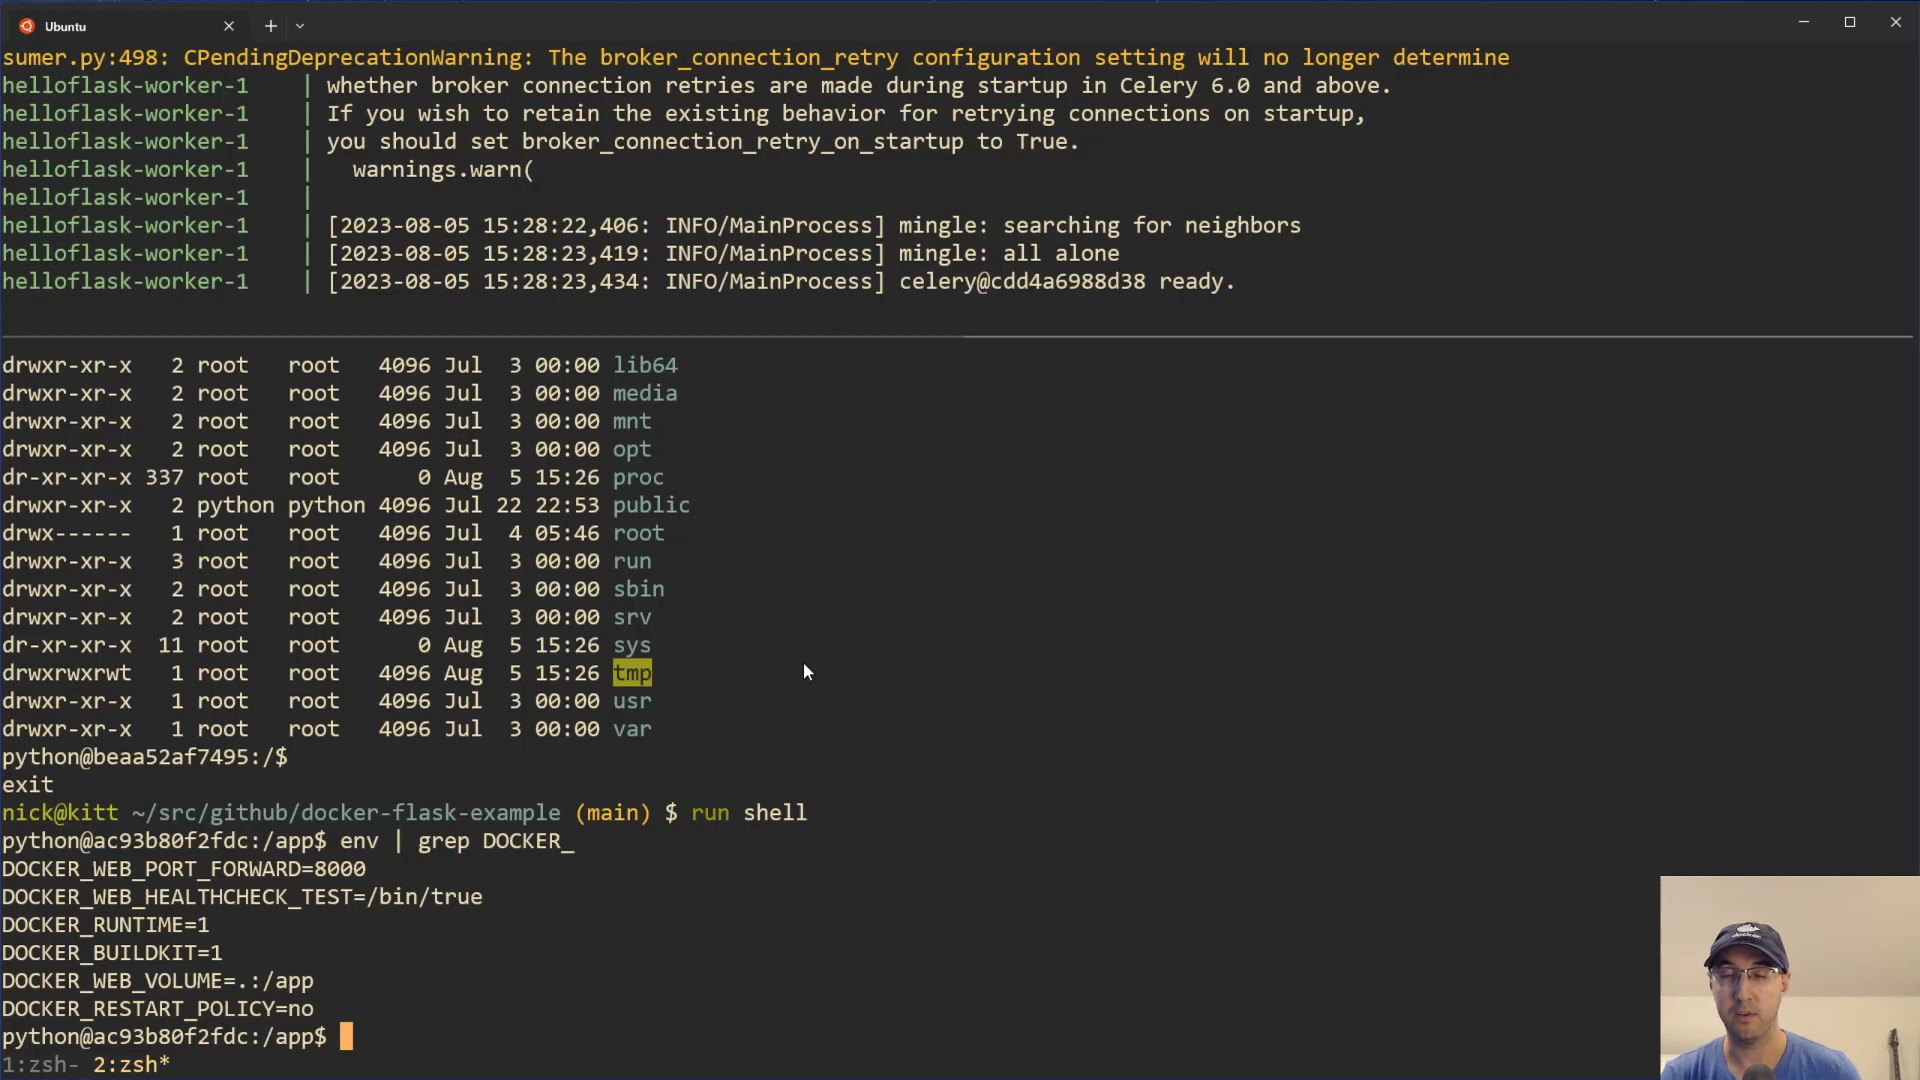 Ubuntu
sumer.py:498: CPendingDeprecationWarning: The broker_connection_retry configuration setting will no longer determine
helloflask-worker-1 | whether broker connection retries are made during startup in Celery 6.0 and above.
helloflask-worker-1 | If you wish to retain the existing behavior for retrying connections on startup,
helloflask-worker-1 | you should set broker_connection_retry_on_startup to True.
helloflask-worker-1 | warnings.warn(
helloflask-worker-1 |
helloflask-worker-1 | [2023-08-05 15:28:22,406: INFO/MainProcess] mingle: searching for neighbors
helloflask-worker-1 | [2023-08-05 15:28:23,419: INFO/MainProcess] mingle: all alone
helloflask-worker-1 | [2023-08-05 15:28:23,434: INFO/MainProcess] celery@cdd4a6988d38 ready.
drwxr-xr-x 2 root root 4096 Jul 3 00:00 lib64
drwxr-xr-x 2 root root 4096 Jul 3 00:00 media
drwxr-xr-x 2 root root 4096 Jul 3 00:00 mnt
drwxr-xr-x 2 root root 4096 Jul 3 00:00 opt
dr-xr-xr-x 337 root root 0 Aug 5 15:26 proc
drwxr-xr-x 2 python python 4096 Jul 22 22:53 public
drwx------ 1 root root 4096 Jul 4 05:46 root
drwxr-xr-x 3 root root 4096 Jul 3 00:00 run
drwxr-xr-x 2 root root 4096 Jul 3 00:00 sbin
drwxr-xr-x 2 root root 4096 Jul 3 00:00 srv
dr-xr-xr-x 11 root root 0 Aug 5 15:26 sys
drwxrwxrwt 1 root root 4096 Aug 5 15:26 tmp
drwxr-xr-x 1 root root 4096 Jul 3 00:00 usr
drwxr-xr-x 1 root root 4096 Jul 3 00:00 var
python@beaa52af7495:/$
exit
nick@kitt ~/src/github/docker-flask-example (main) $ run shell
python@ac93b80f2fdc:/app$ env | grep DOCKER_
DOCKER_WEB_PORT_FORWARD=8000
DOCKER_WEB_HEALTHCHECK_TEST=/bin/true
DOCKER_RUNTIME=1
DOCKER_BUILDKIT=1
DOCKER_WEB_VOLUME=.:/app
DOCKER_RESTART_POLICY=no
python@ac93b80f2fdc:/app$
1:zsh- 2:zsh*